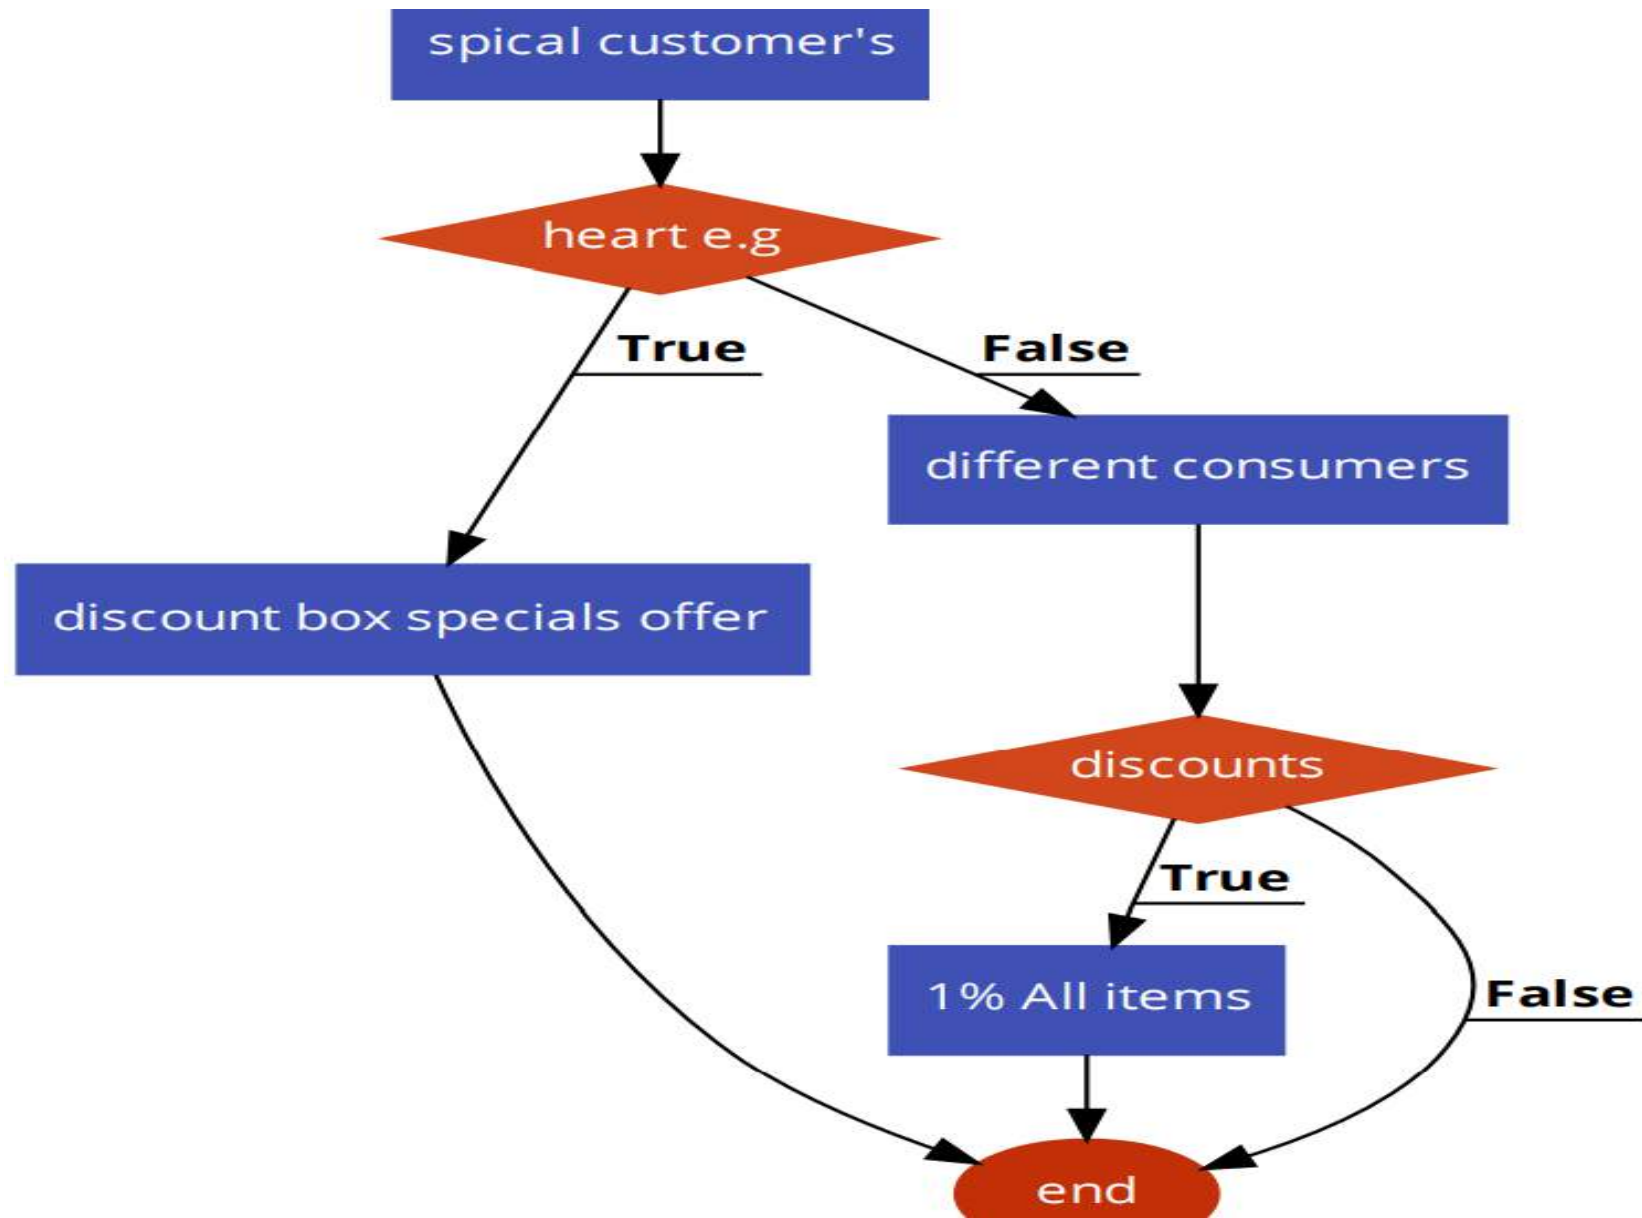 spical customer's
heart e.g
True
False
different consumers
discount box specials offer
discounts
True
1% All items
False
end